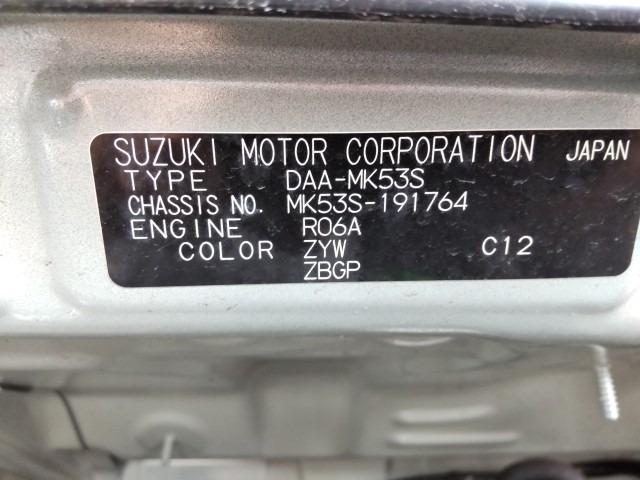 SUZUKI MOTOR CORPORATION JAPAN
TYPE DAA-MK53S
CHASSIS NO. MK53S-191764
ENGINE R06A
COLOR ZYW C12
ZBGP